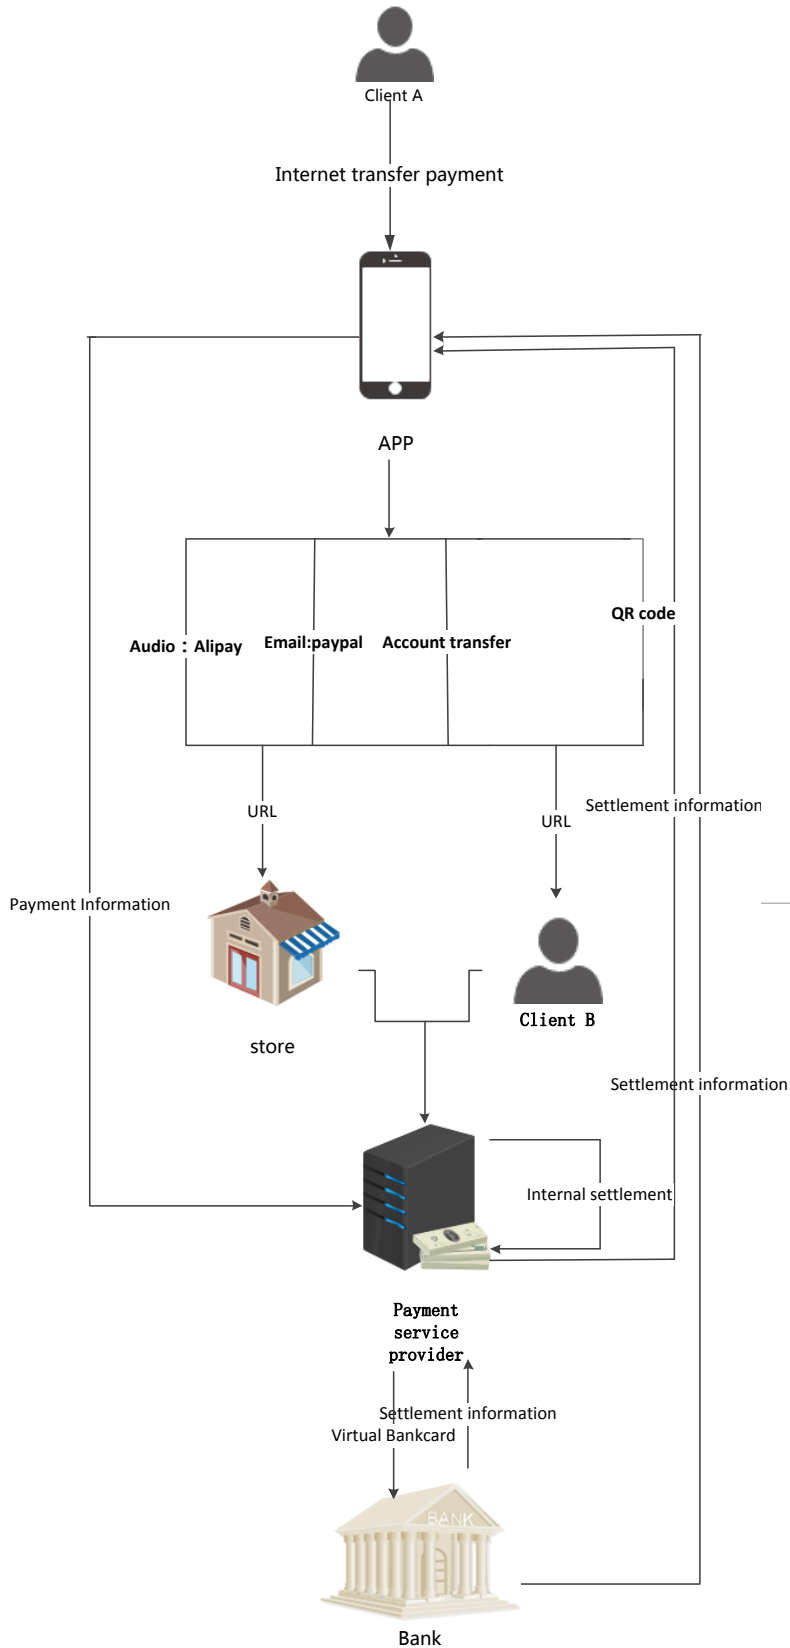 Client A
Internet transfer payment
APP
QR code
Audio：Alipay
Email:paypal
Account transfer
Settlement information
URL
URL
Payment Information
Client B
store
Settlement information
Internal settlement
Payment
service
provider
Settlement information
Virtual Bankcard
BANK
Bank